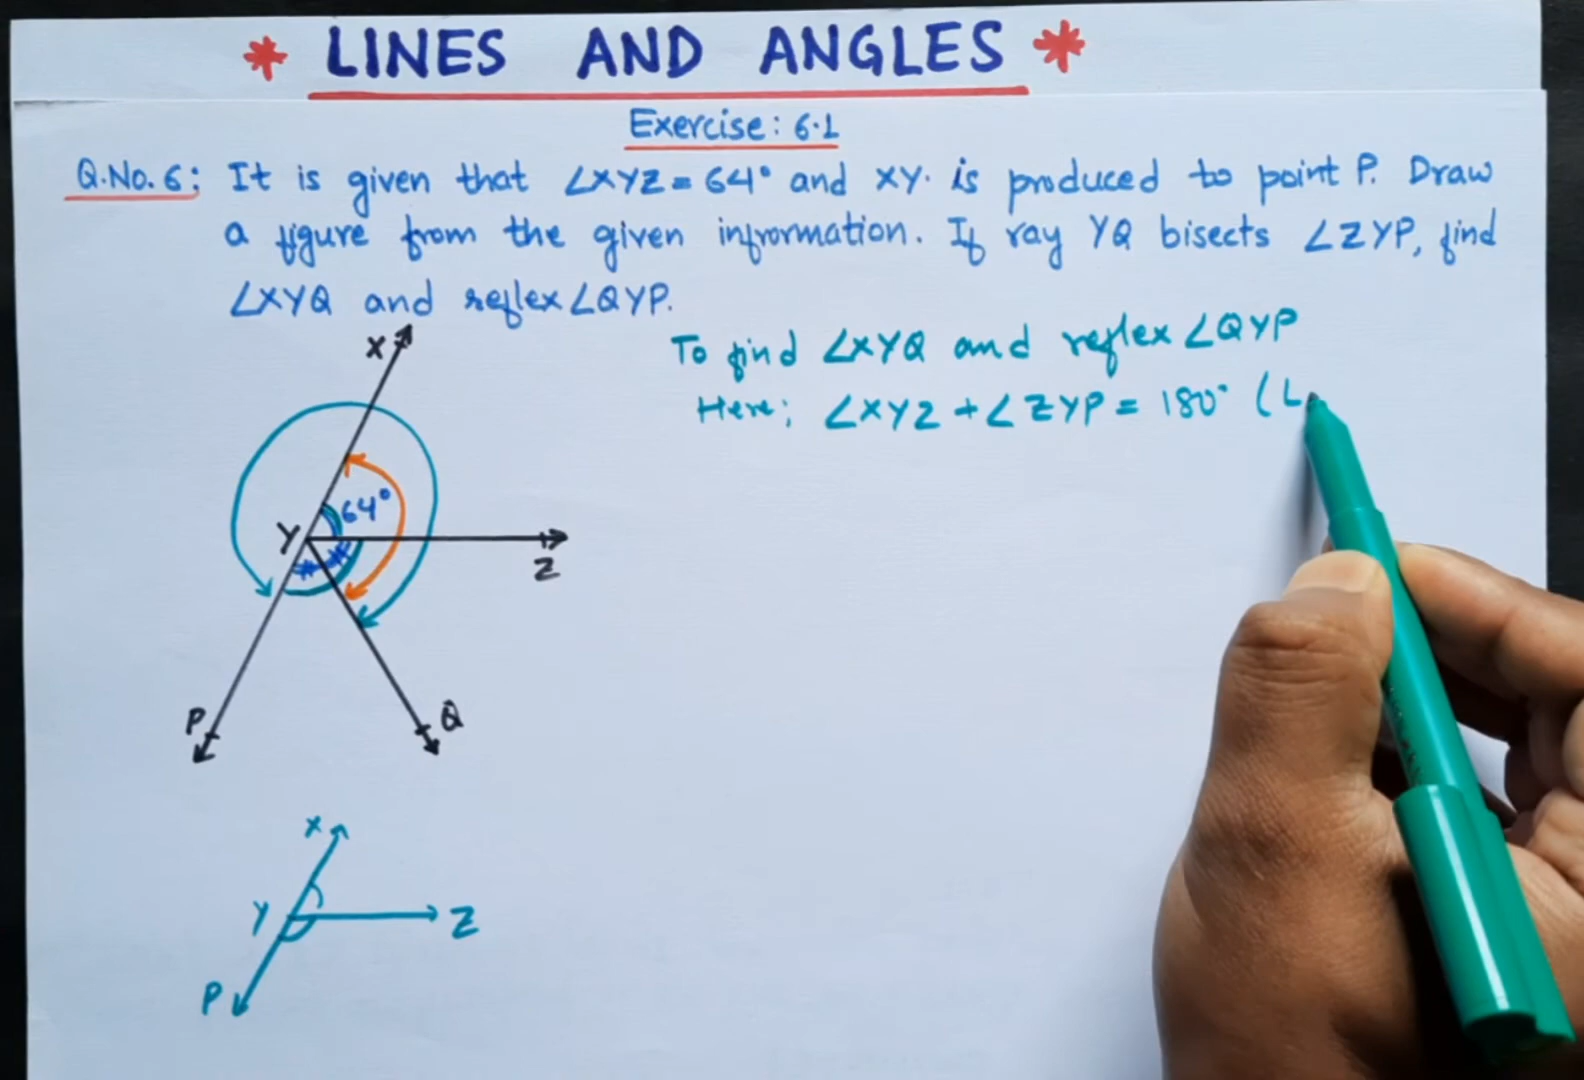 * LINES AND ANGLES *
Exercise: 6.1
Q.No. 6: It is given that ∠XYZ = 64° and XY. is produced to point P. Draw
a figure from the given information. If ray YQ bisects ∠ZYP, find
∠XYQ and reflex ∠QYP.
To find ∠XYQ and reflex ∠QYP
Here; ∠XYZ + ∠ZYP = 180° (L
X
64°
Y
Z
P
Q
X
Y
Z
P